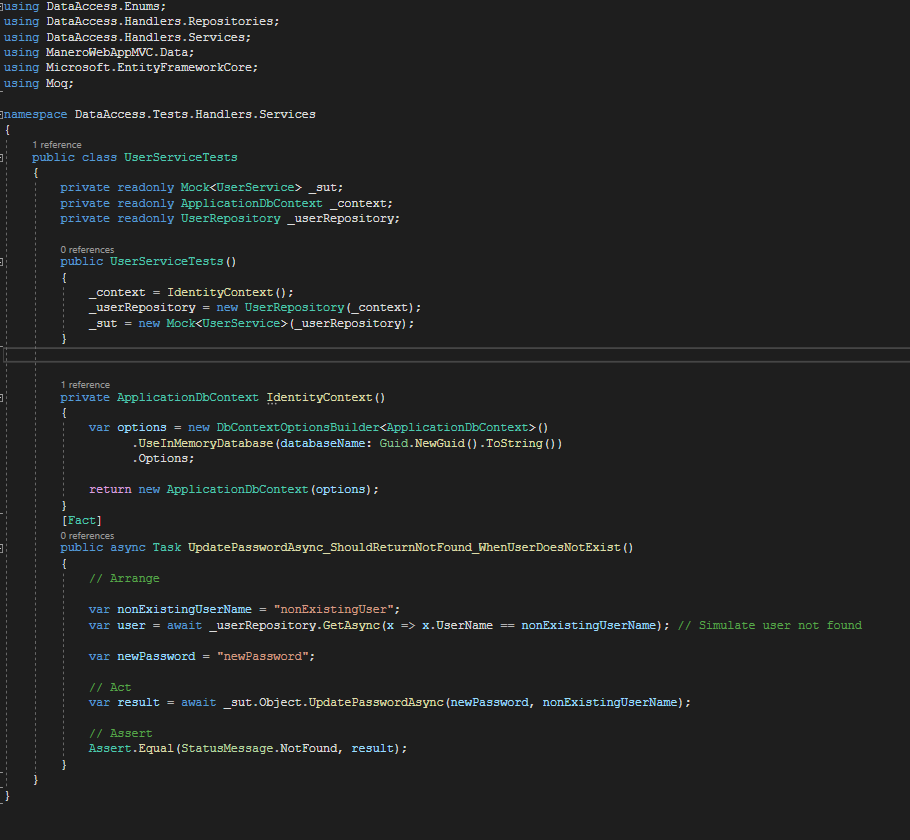 using DataAccess.Enums;
using DataAccess.Handlers.Repositories;
using DataAccess.Handlers.Services;
using ManeroWebAppMVC.Data;
using Microsoft.EntityFrameworkCore;
using Moq;
namespace DataAccess.Tests.Handlers.Services
{
1 reference
public class UserServiceTests
{
private readonly Mock<UserService> _sut;
private readonly ApplicationDbContext _context;
private readonly UserRepository _userRepository;
0 references
public UserServiceTests()
{
_context = IdentityContext();
_userRepository = new UserRepository(_context);
_sut = new Mock<UserService>(_userRepository);
}
1 reference
private ApplicationDbContext IdentityContext()
{
var options = new DbContextOptionsBuilder<ApplicationDbContext>()
.UseInMemoryDatabase(databaseName: Guid.NewGuid().ToString())
.Options;
return new ApplicationDbContext(options);
}
[Fact]
0 references
public async Task UpdatePasswordAsync_ShouldReturnNotFound_WhenUserDoesNotExist()
{
// Arrange
var nonExistingUserName = "nonExistingUser";
var user = await _userRepository.GetAsync(x => x.UserName == nonExistingUserName); // Simulate user not found
var newPassword = "newPassword";
// Act
var result = await _sut.Object.UpdatePasswordAsync(newPassword, nonExistingUserName);
// Assert
Assert.Equal(StatusMessage.NotFound, result);
}
}
}